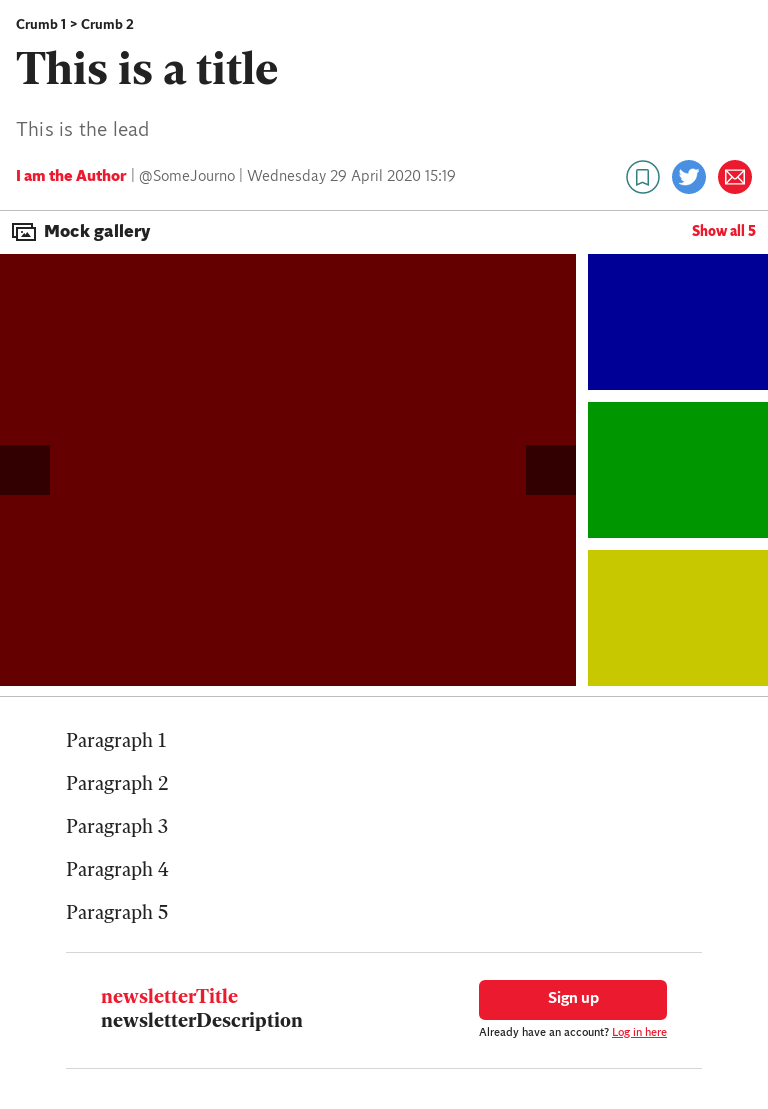 Crumb 1 > Crumb 2
This is a title
This is the lead
I am the Author | @SomeJourno | Wednesday 29 April 2020 15:19
Mock gallery
Show all 5
Paragraph 1
Paragraph 2
Paragraph 3
Paragraph 4
Paragraph 5
newsletterTitle
newsletterDescription
Sign up
Already have an account? Log in here